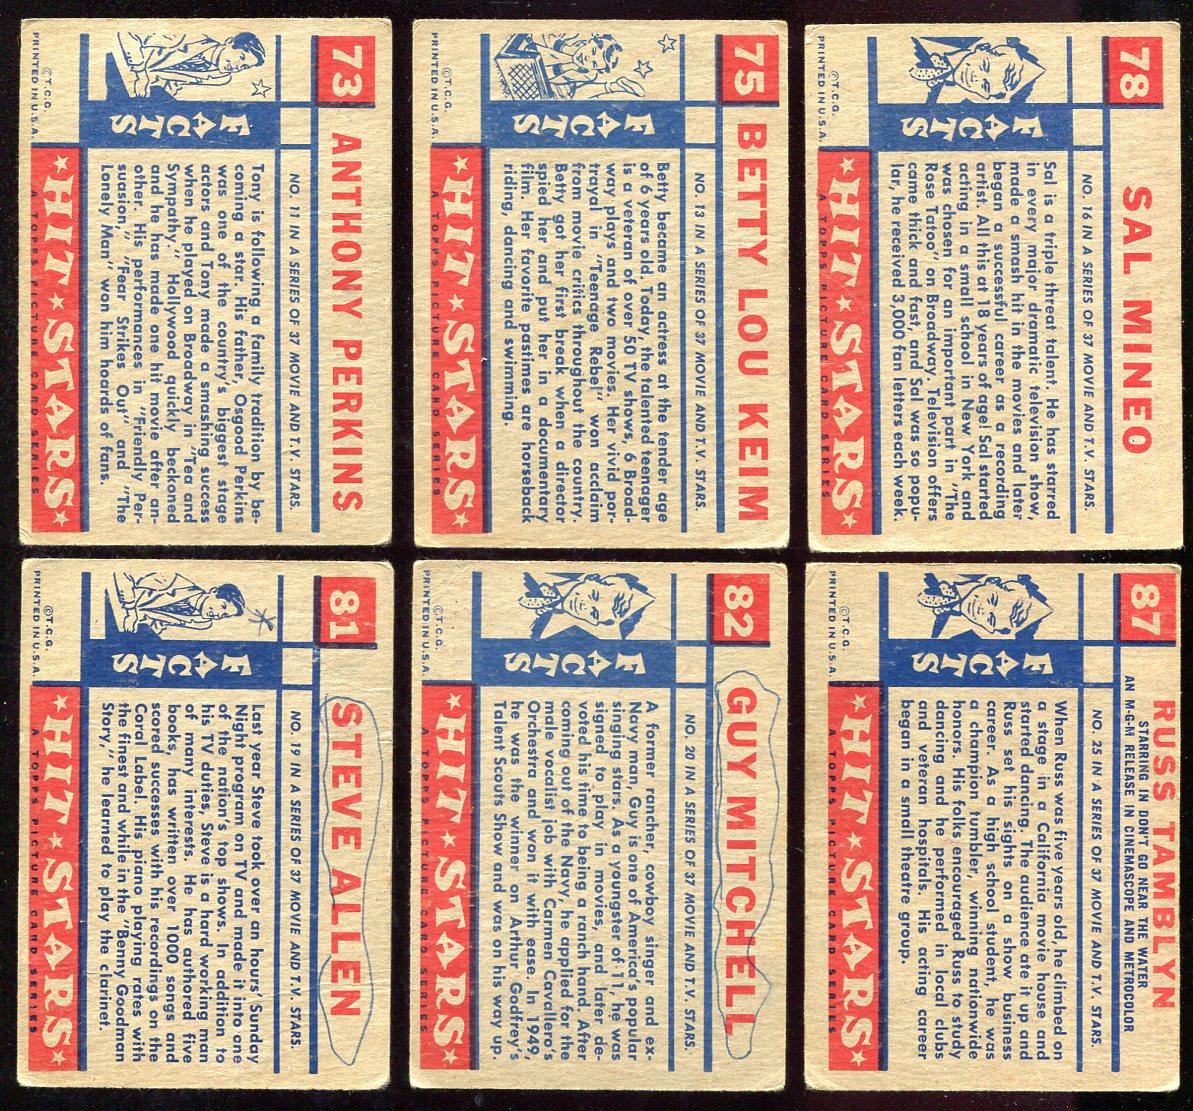 73
ANTHONY PERKINS
NO. 11 IN A SERIES OF 37 MOVIE AND T.V. STARS.
FACTS
Tony is following a family tradition by be-
coming a star. His father, Osgood Perkins
was one of the country's biggest stage
actors and Tony made a smashing success
when he played on Broadway in "Tea and
Sympathy." Hollywood quickly beckoned
and he has made one hit movie after an-
other. His performances in "Friendly Per-
suasion," "Fear Strikes Out" and "The
Lonely Man" won him hoards of fans.
HIT STARS
A TOPPS PICTURE CARD SERIES
©T.C.G.
PRINTED IN U.S.A.
75
BETTY LOU KEIM
NO. 13 IN A SERIES OF 37 MOVIE AND T.V. STARS.
FACTS
Betty became an actress at the tender age
of 6 years old. Today, the talented teenager
is a veteran of over 50 TV shows, 6 Broad-
way plays and two movies. Her vivid por-
trayal in "Teenage Rebel" won acclaim
from movie critics throughout the country.
Betty got her first break when a director
spied her and put her in a documentary
film. Her favorite pastimes are horseback
riding, dancing and swimming.
HIT STARS
A TOPPS PICTURE CARD SERIES
©T.C.G.
PRINTED IN U.S.A.
78
SAL MINEO
NO. 16 IN A SERIES OF 37 MOVIE AND T.V. STARS.
FACTS
Sal is a triple threat talent. He has starred
in every major dramatic television show,
made a smash hit in the movies and later
began a successful career as a recording
artist. All this at 18 years of age! Sal started
acting in a small school in New York and
was chosen for an important part in "The
Rose Tatoo" on Broadway. Television offers
came thick and fast, and Sal was so popu-
lar, he received 3,000 fan letters each week.
HIT STARS
A TOPPS PICTURE CARD SERIES
©T.C.G.
PRINTED IN U.S.A.
81
STEVE ALLEN
NO. 19 IN A SERIES OF 37 MOVIE AND T.V. STARS.
FACTS
Last year Steve took over an hours' Sunday
Night program on TV and made it into one
of the nation's top shows. In addition to
his TV duties, Steve is a hard working man
of many interests. He has authored five
books, has written over 1000 songs and
scored success with his recordings on the
Coral Label. His piano playing rates with
the finest and while in the "Benny Goodman
Story," he learned to play the clarinet.
HIT STARS
A TOPPS PICTURE CARD SERIES
©T.C.G.
PRINTED IN U.S.A.
82
GUY MITCHELL
NO. 20 IN A SERIES OF 37 MOVIE AND T.V. STARS.
FACTS
A former rancher, cowboy singer and ex-
Navy man, Guy is one of America's popular
singing stars. As a youngster of 11, he was
signed to play in movies, and later de-
voted his time to being a ranch hand. After
coming out of the Navy, he applied for the
male vocalist job with Carmen Cavellero's
Orchestra and won it with ease. In 1949,
he was the winner on Arthur Godfrey's
Talent Scouts Show and was on his way up.
HIT STARS
A TOPPS PICTURE CARD SERIES
©T.C.G.
PRINTED IN U.S.A.
87
RUSS TAMBLYN
STARRING IN DON'T GO NEAR THE WATER
AN M-G-M RELEASE IN CINEMASCOPE AND METROCOLOR
NO. 25 IN A SERIES OF 37 MOVIE AND T.V. STARS.
FACTS
When Russ was five years old, he climbed on
a stage in a California movie house and
started dancing. The audience ate it up and
Russ set his sights on a show business
career. As a high school student, he was
a champion tumbler, winning nationwide
honors. His folks encouraged Russ to study
dancing and he performed in local clubs
and veteran hospitals. His acting career
began in a small theatre group.
HIT STARS
A TOPPS PICTURE CARD SERIES
©T.C.G.
PRINTED IN U.S.A.